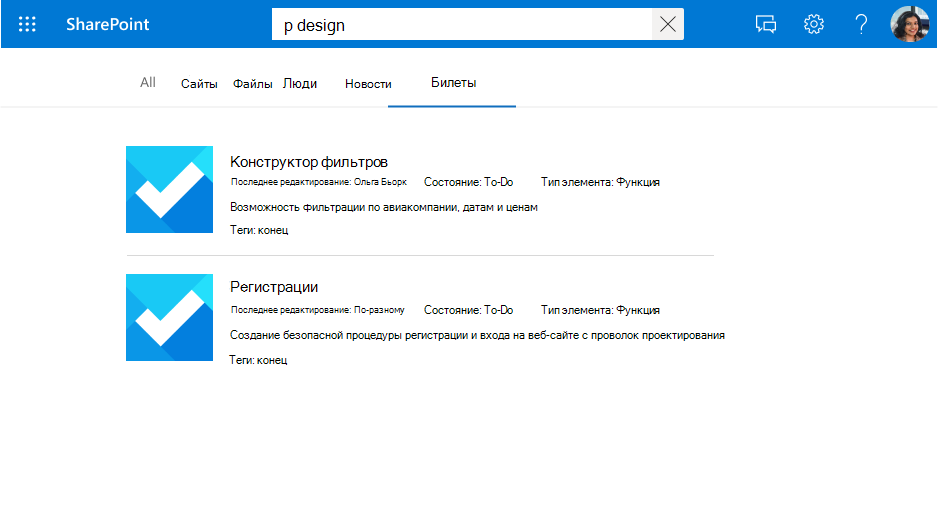 SharePoint p design
All Сайты Файлы Люди Новости Билеты
Конструктор фильтров
Последнее редактирование: Ольга Бьорк Состояние: To-Do Тип элемента: Функция
Возможность Фильтрации по авиакомпании, датам и ценам
Теги: конец
Регистрации
Последнее редактирование: По-разному Состояние: To-Do Тип элемента: Функция
Создание безопасной процедуры регистрации и входа на веб-сайте с проволок проектирования
Теги: конец